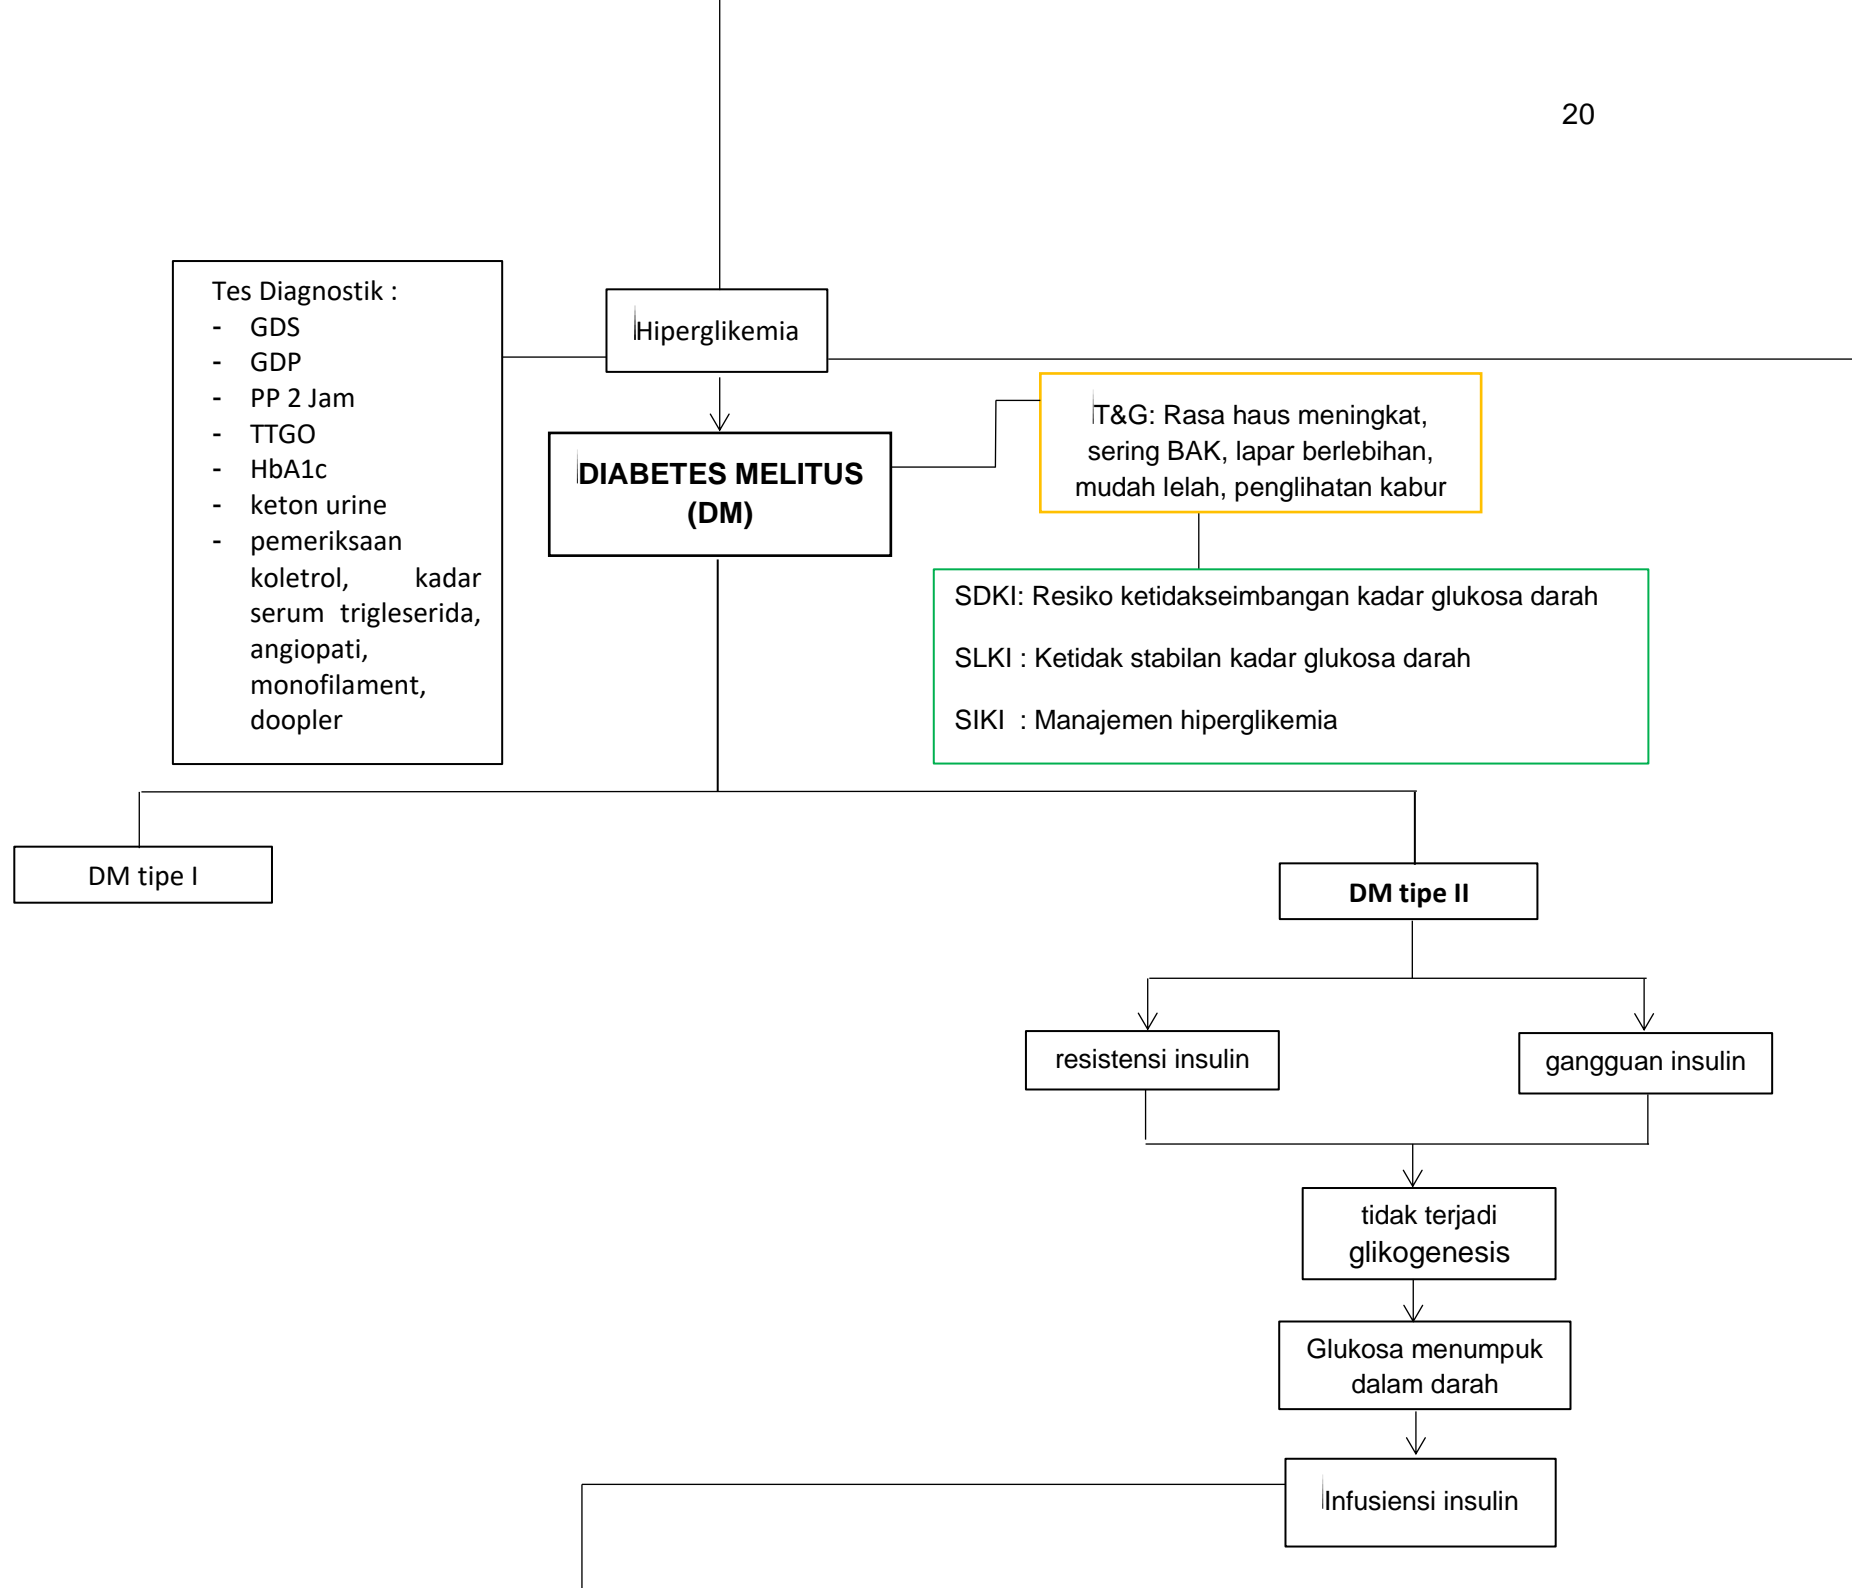 20
Tes Diagnostik :
- GDS
- GDP
- PP 2 Jam
- TTGO
- HbA1c
- keton urine
- pemeriksaan
koletrol, kadar
serum trigleserida,
angiopati,
monofilament,
doopler
Hiperglikemia
DIABETES MELITUS
(DM)
T&G: Rasa haus meningkat,
sering BAK, lapar berlebihan,
mudah lelah, penglihatan kabur
SDKI: Resiko ketidakseimbangan kadar glukosa darah
SLKI : Ketidak stabilan kadar glukosa darah
SIKI : Manajemen hiperglikemia
DM tipe I
DM tipe II
resistensi insulin
gangguan insulin
tidak terjadi
glikogenesis
Glukosa menumpuk
dalam darah
Infusiensi insulin